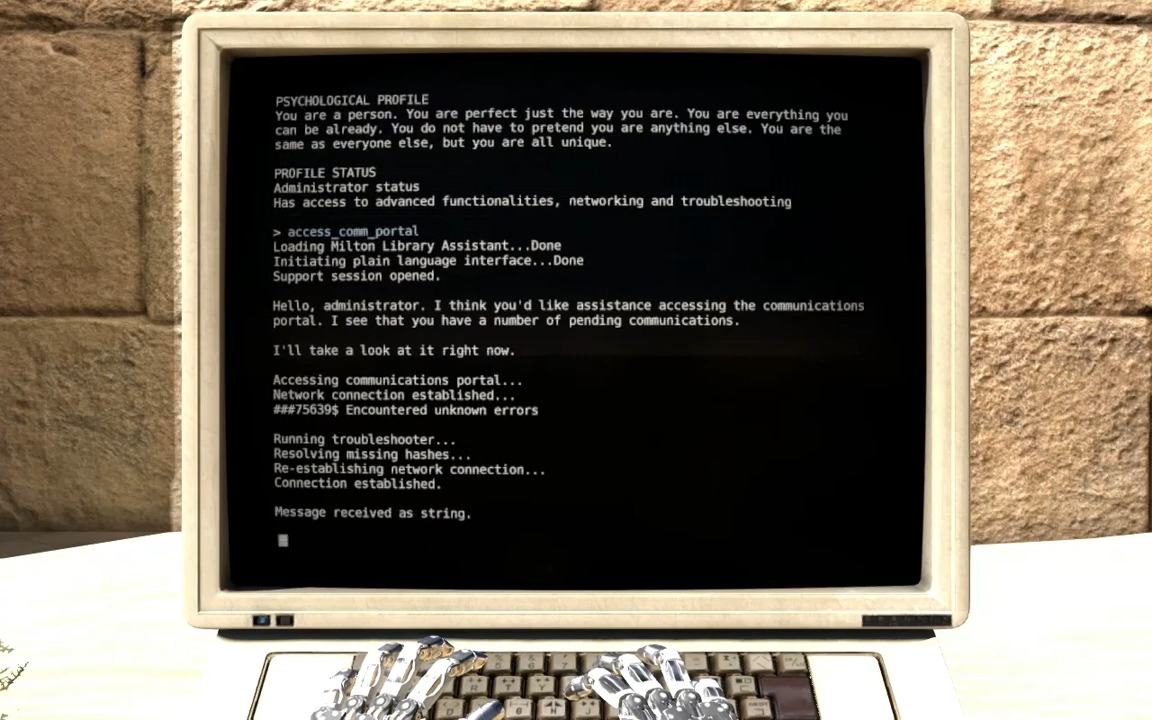 PSYCHOLOGICAL PROFILE
You are a person. You are perfect just the way you are. You are everything you
can be already. You do not have to pretend you are anything else. You are the
same as everyone else, but you are all unique.
PROFILE STATUS
Administrator status
Has access to advanced functionalities, networking and troubleshooting
> access_comm_portal
Loading Milton Library Assistant...Done
Initiating plain language interface...Done
Support session opened.
Hello, administrator. I think you'd like assistance accessing the communications
portal. I see that you have a number of pending communications.
I'll take a look at it right now.
Accessing communications portal...
Network connection established...
###75639$ Encountered unknown errors
Running troubleshooter...
Resolving missing hashes...
Re-establishing network connection...
Connection established.
Message received as string.